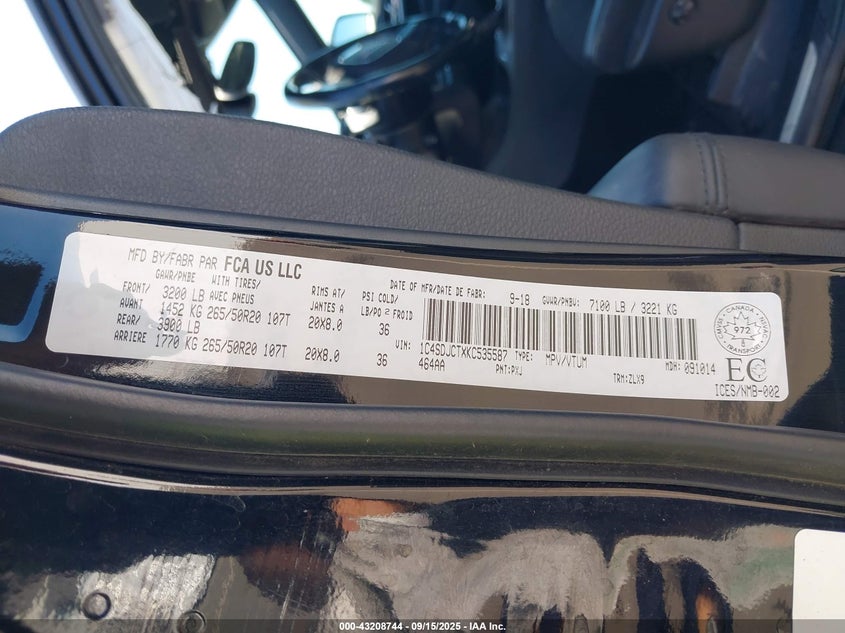 MFD BY/FABR PAR FCA US LLC
DATE OF MFR/DATE DE FABR: 9-18 GVWR/PNBV: 7100 LB / 3221 KG
GAWR/PNBE WITH TIRES/ RIMS AT/ PSI COLD/
AVEC PNEUS JANTES A LB/PO 2 FROID
FRONT/ 3200 LB
AVANT 1452 KG 265/50R20 107T 20X8.0 36
REAR/ 3900 LB
ARRIERE 1770 KG 265/50R20 107T 20X8.0 36
VIN: 1C4SDJCTXKC535587 TYPE: MPV/VTUM MDH: 091014
464AA PNT: PXJ TRM: ZLX9
CANADA
972
TRANSPORT
EC
ICES/NMB-002
000-43208744 - 09/15/2025 - IAA Inc.